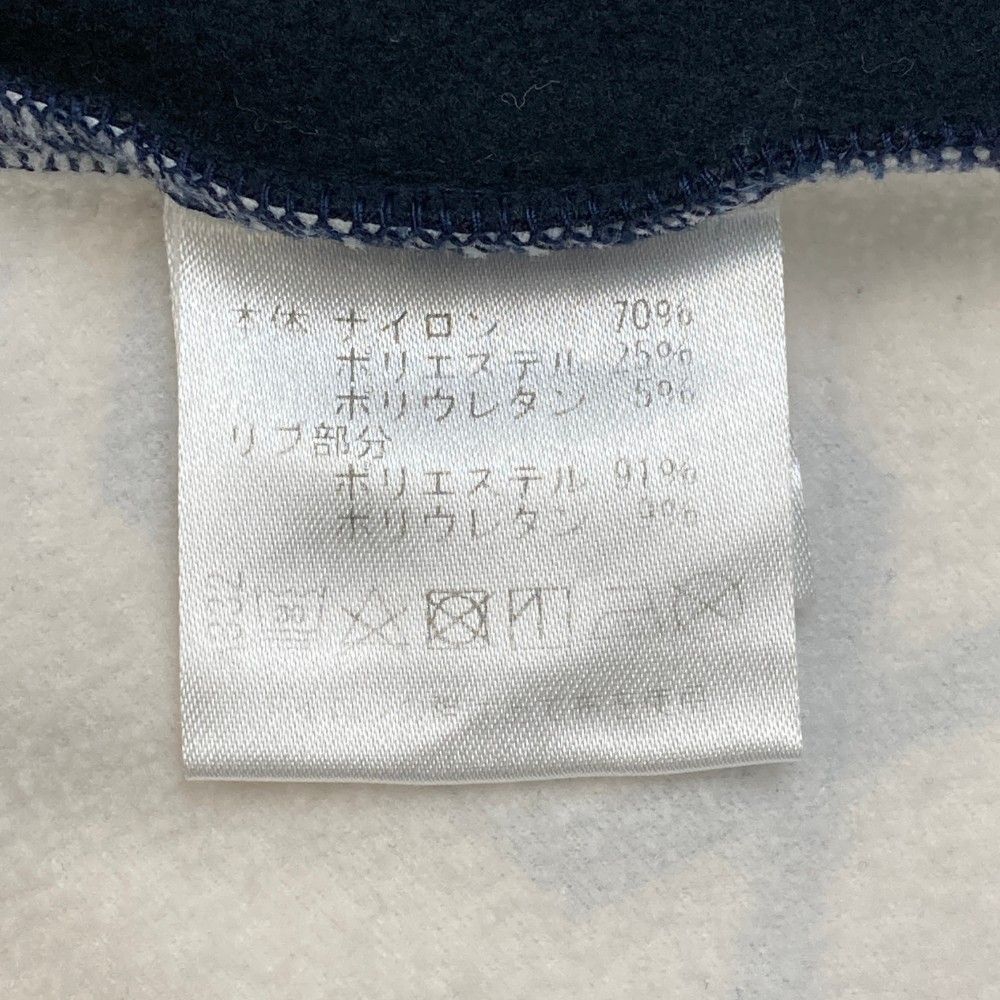 本体 ナイロン 70%
ポリエステル 25%
ポリウレタン 5%
リブ部分
ポリエステル 91%
ポリウレタン 9%
332